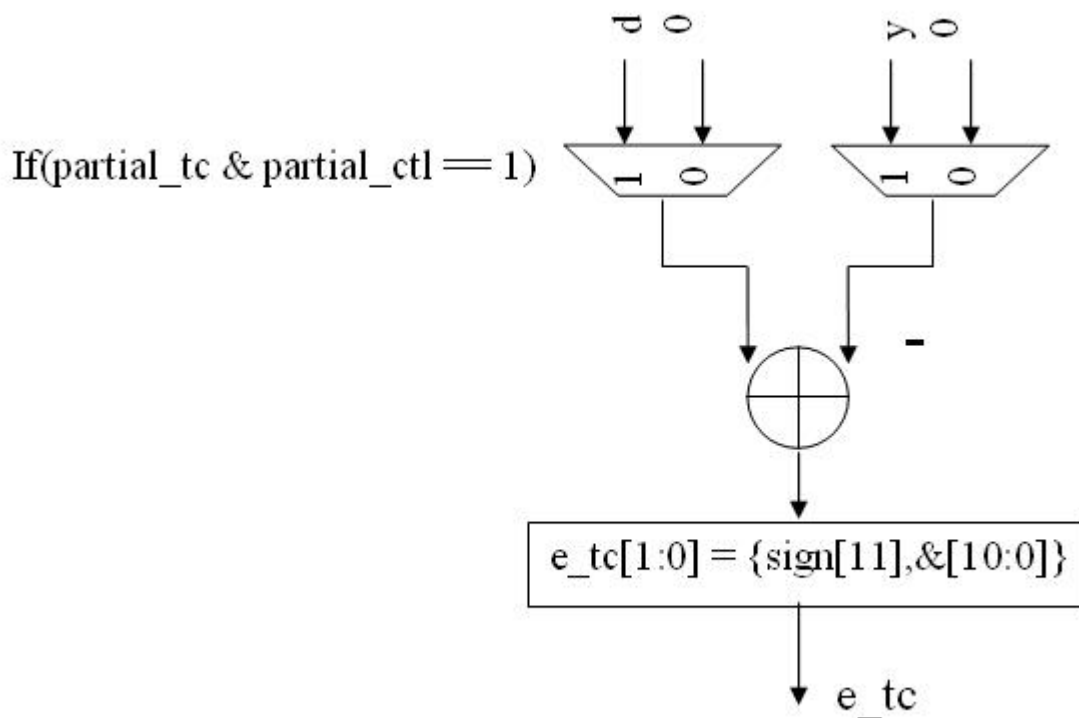 d 0 y 0
If(partial_tc & partial_ctl == 1) 1 0 1 0
-
e_tc[1:0] = {sign[11],&[10:0]}
e_tc